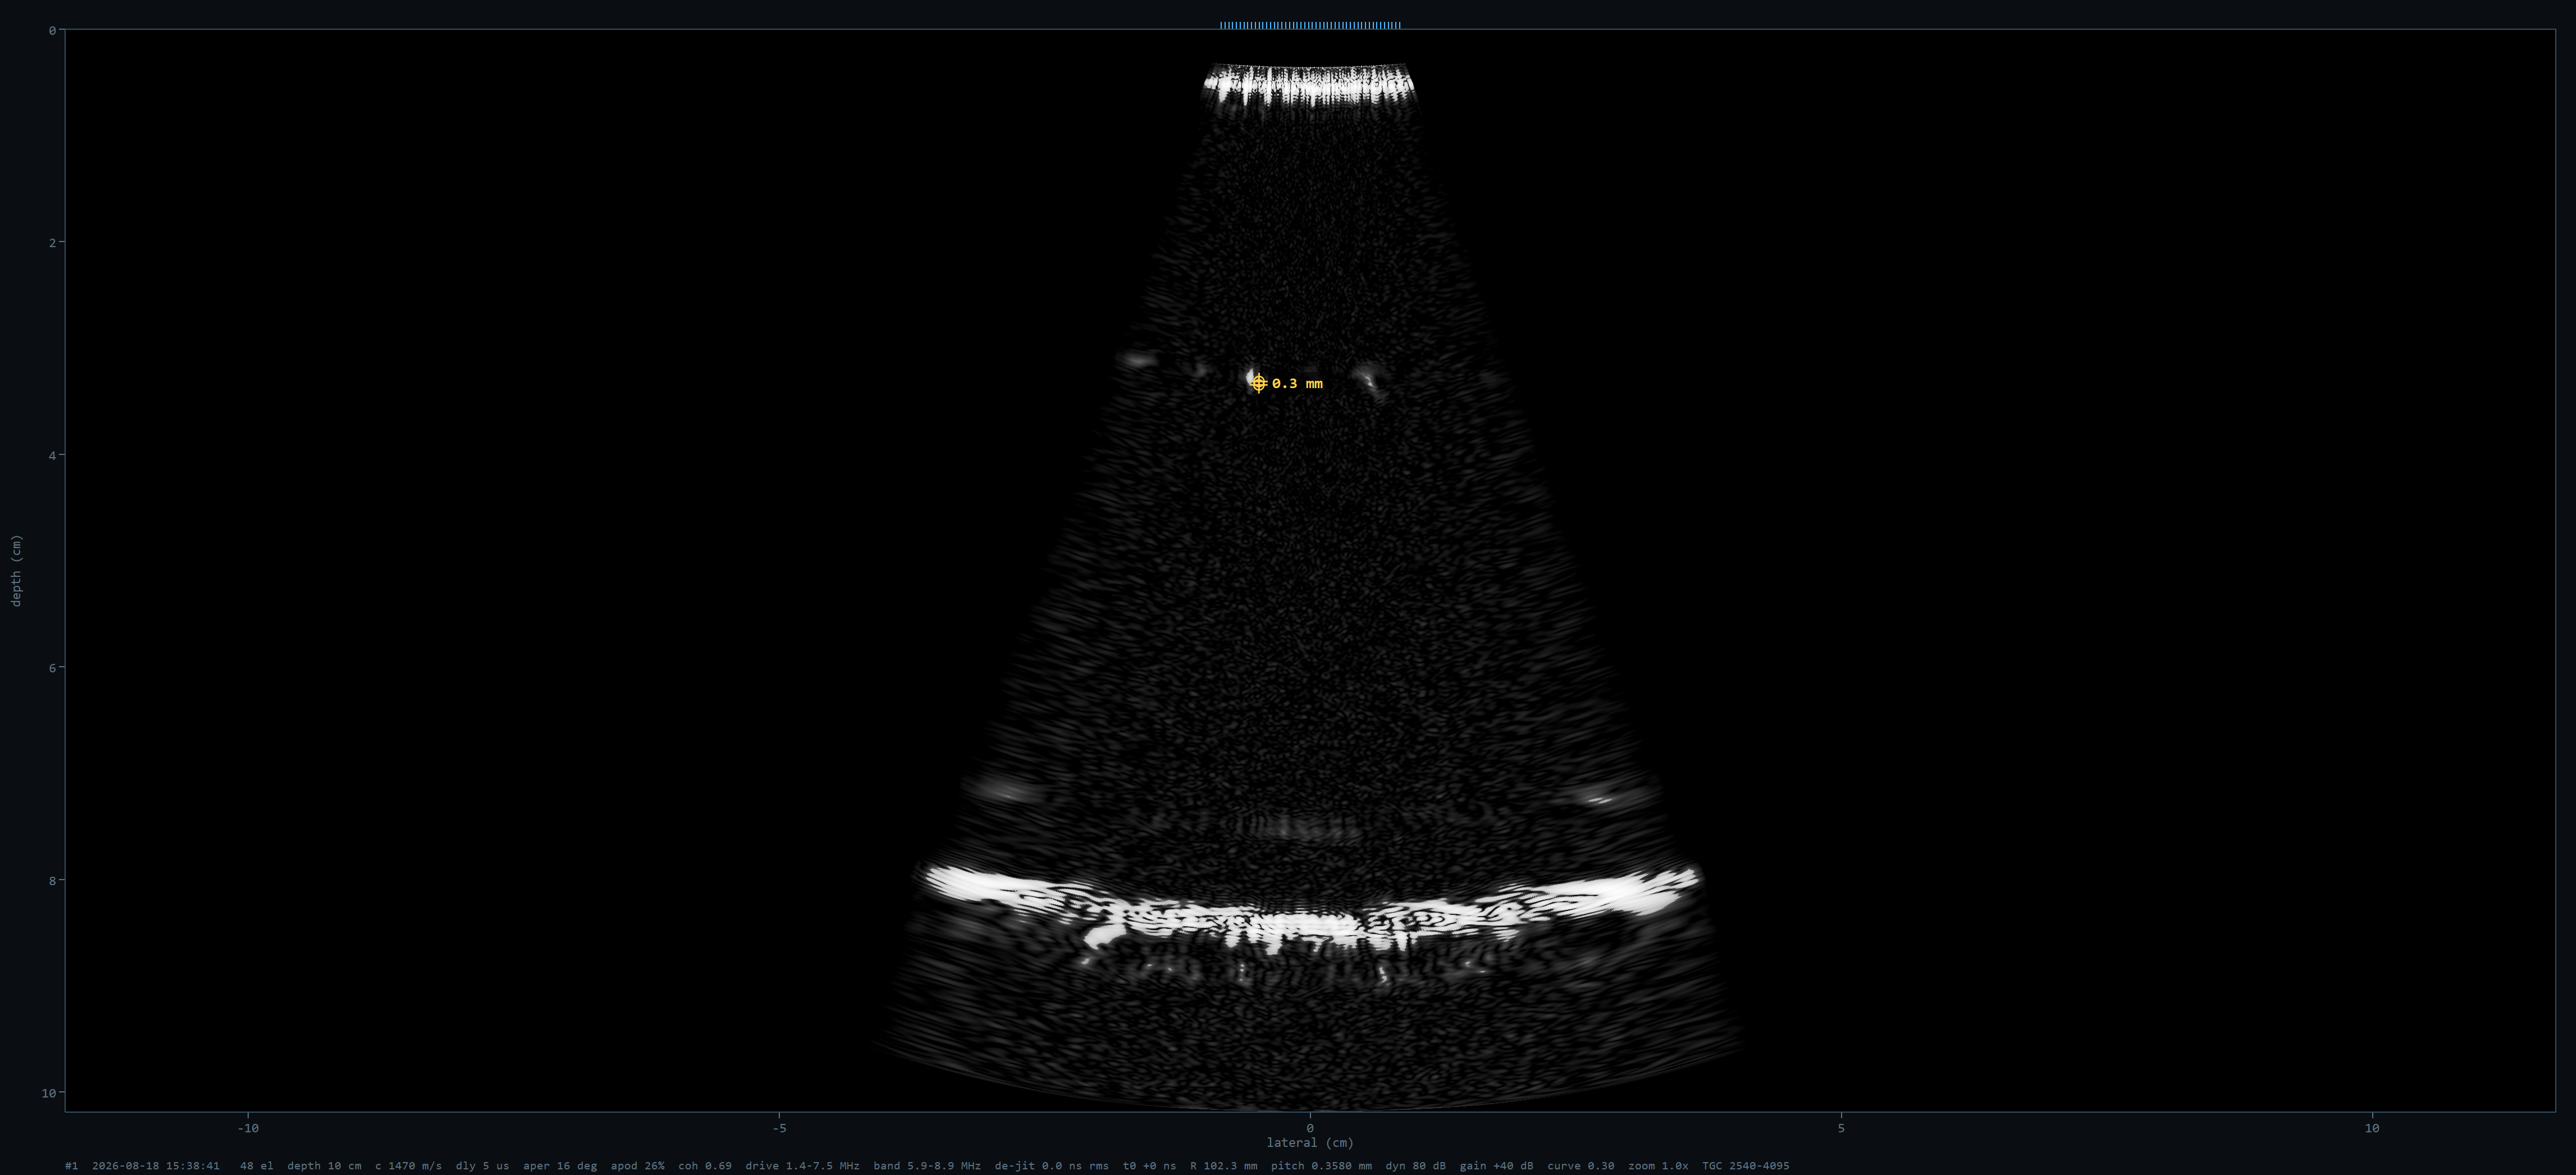 0
2
0.3 mm
4
depth (cm)
6
8
10
-10 -5 0 5 10
lateral (cm)
#1 2026-08-18 15:38:41 48 el depth 10 cm c 1470 m/s dly 5 us aper 16 deg apod 26% coh 0.69 drive 1.4-7.5 MHz band 5.9-8.9 MHz de-jit 0.0 ns rms t0 +0 ns R 102.3 mm pitch 0.3580 mm dyn 80 dB gain +40 dB curve 0.30 zoom 1.0x TGC 2540-4095